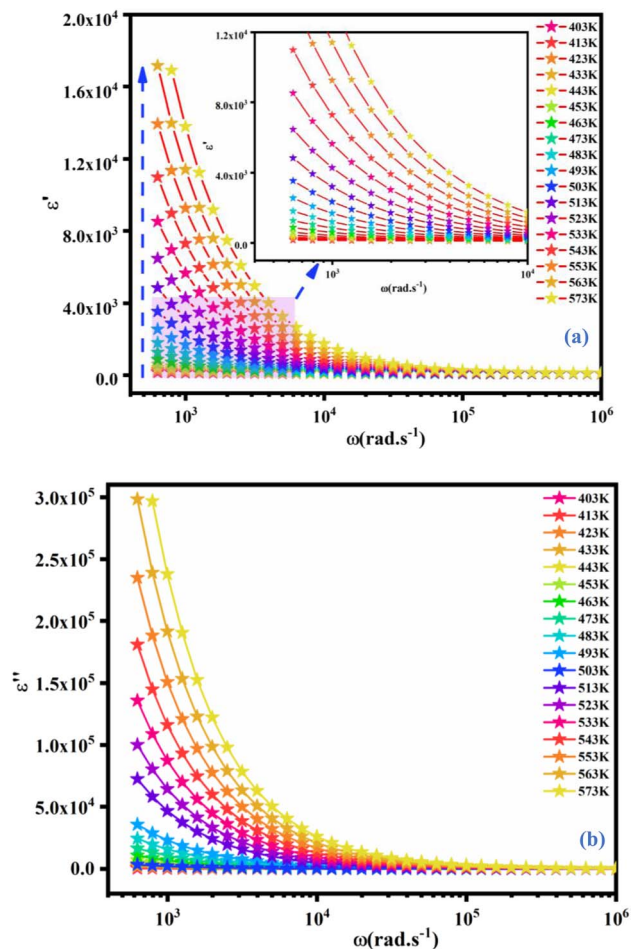 1.2x10⁴
8.0x10³
4.0x10³
0.0
ε'
10³
10⁴
ω(rad.s⁻¹)
2.0x10⁴
1.6x10⁴
1.2x10⁴
8.0x10³
4.0x10³
0.0
ε'
10³
10⁴
10⁵
10⁶
ω(rad.s⁻¹)
403K
413K
423K
433K
443K
453K
463K
473K
483K
493K
503K
513K
523K
533K
543K
553K
563K
573K
(a)
3.0x10⁵
2.5x10⁵
2.0x10⁵
1.5x10⁵
1.0x10⁵
5.0x10⁴
0.0
ε''
10³
10⁴
10⁵
10⁶
ω(rad.s⁻¹)
403K
413K
423K
433K
443K
453K
463K
473K
483K
493K
503K
513K
523K
533K
543K
553K
563K
573K
(b)